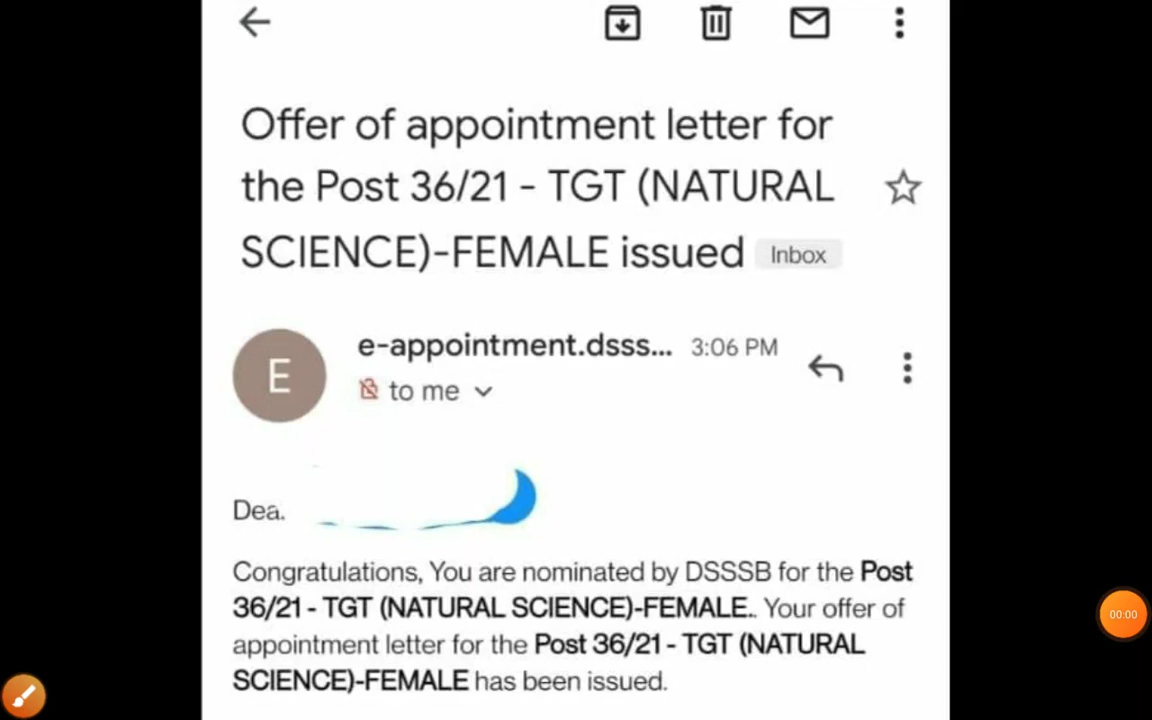 Offer of appointment letter for
the Post 36/21 - TGT (NATURAL
SCIENCE)-FEMALE issued Inbox
E
e-appointment.dsss... 3:06 PM
to me
Dea.
Congratulations, You are nominated by DSSSB for the Post
36/21 - TGT (NATURAL SCIENCE)-FEMALE.. Your offer of
appointment letter for the Post 36/21 - TGT (NATURAL
SCIENCE)-FEMALE has been issued.
00:00